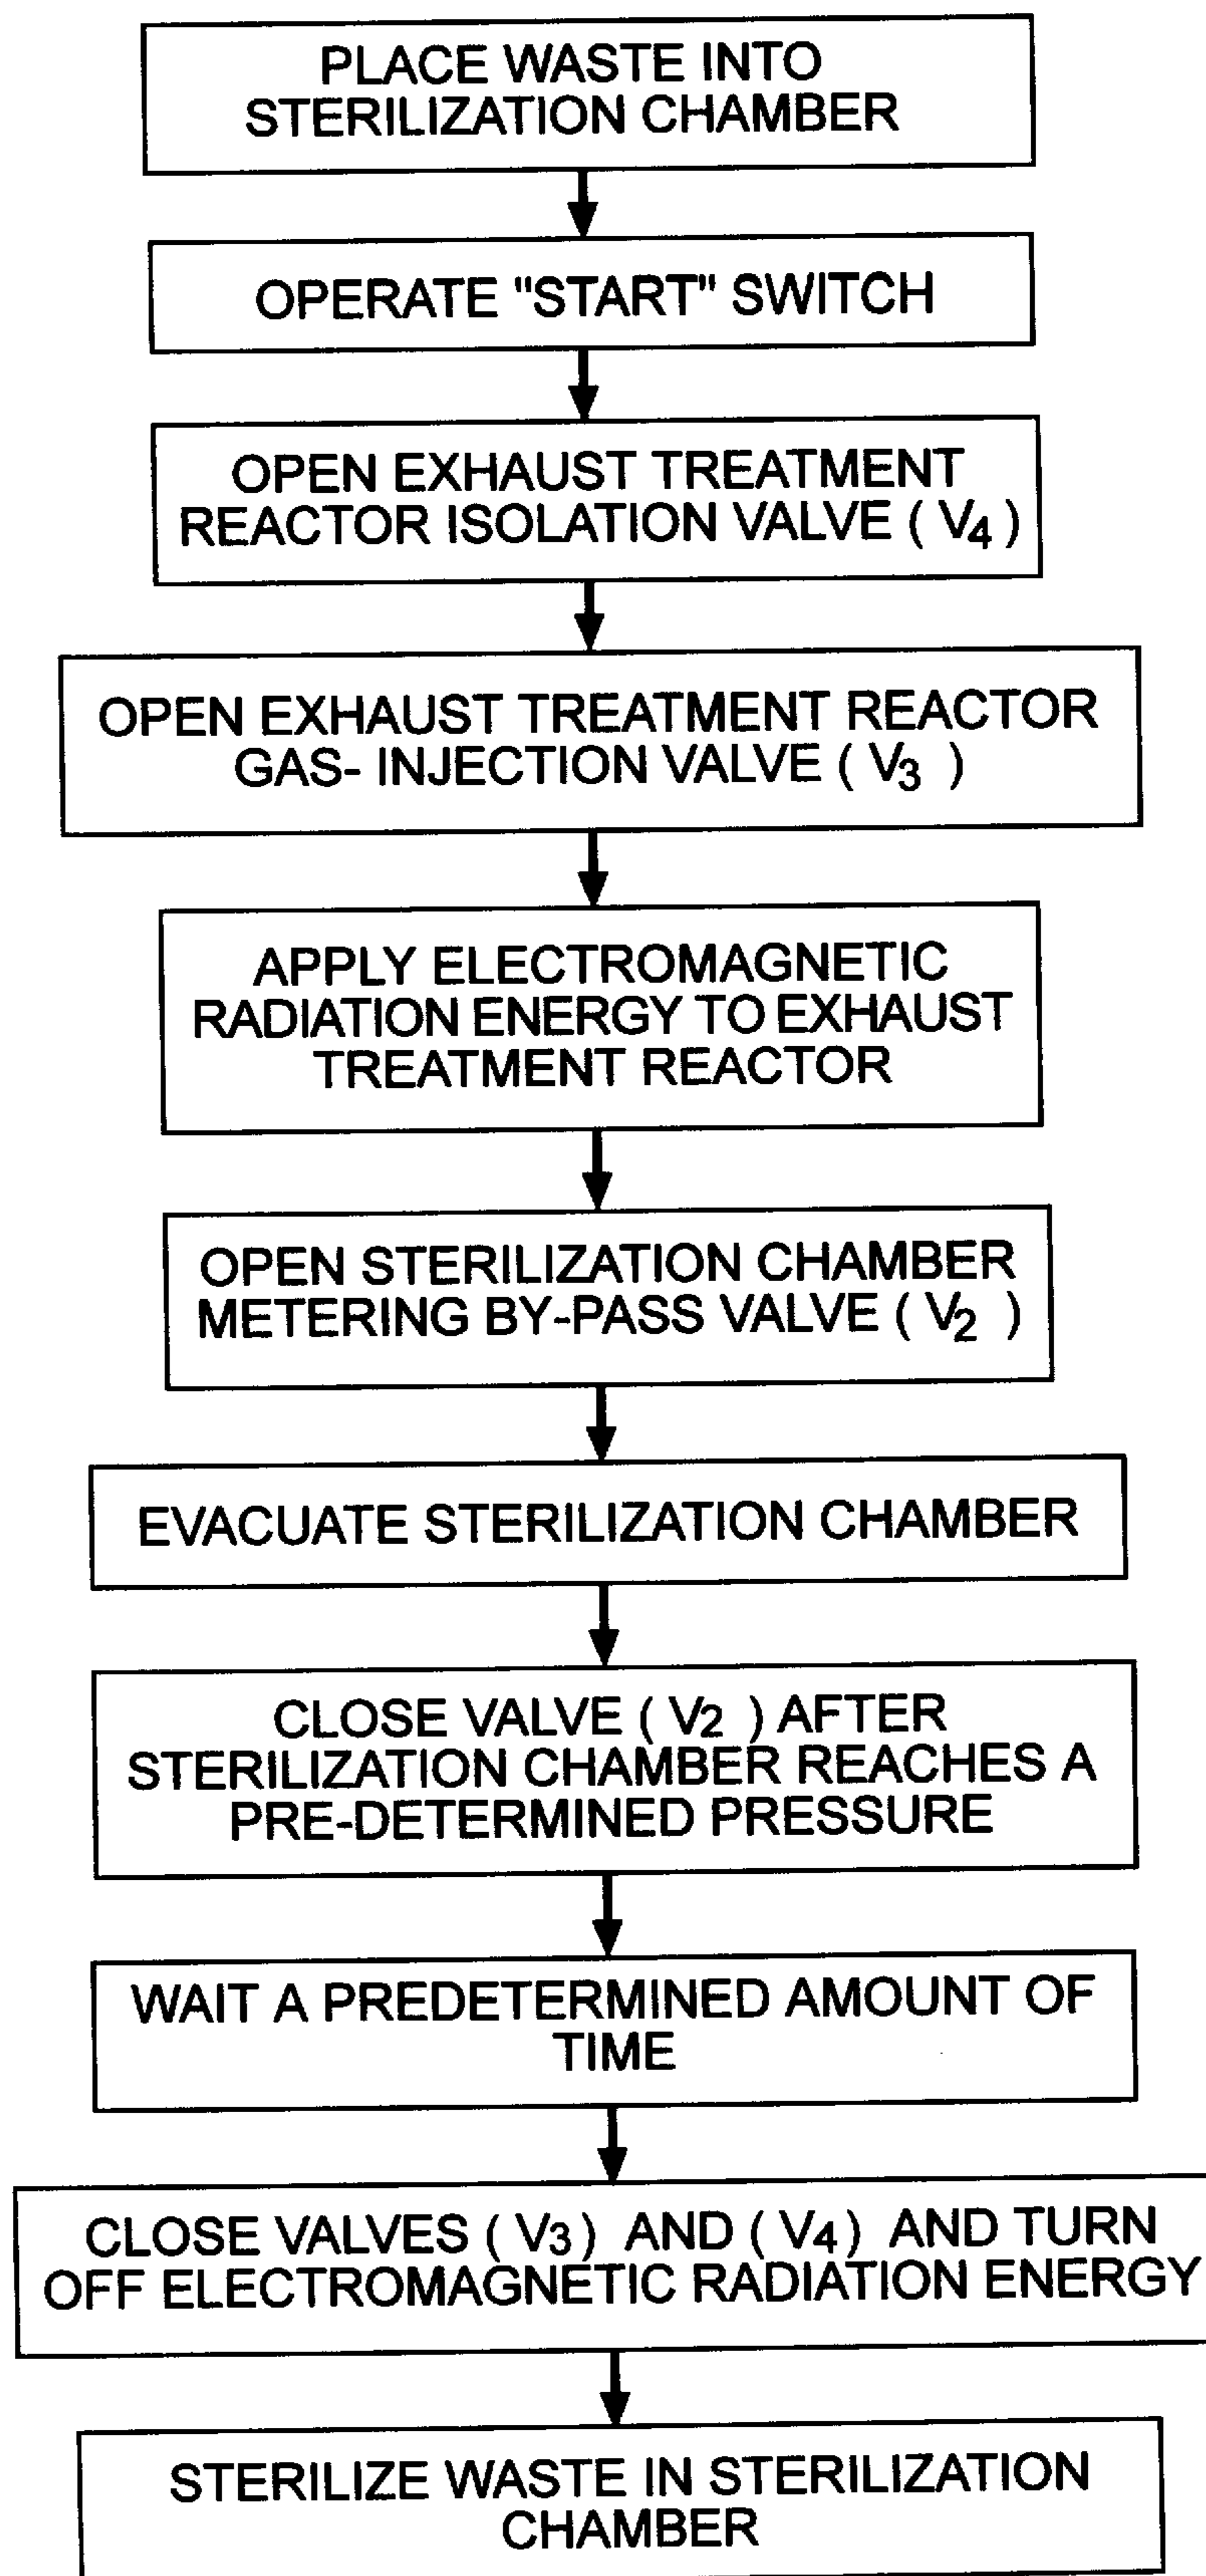 PLACE WASTE INTO
STERILIZATION CHAMBER
OPERATE "START" SWITCH
OPEN EXHAUST TREATMENT
REACTOR ISOLATION VALVE ( V4 )
OPEN EXHAUST TREATMENT REACTOR
GAS- INJECTION VALVE ( V3 )
APPLY ELECTROMAGNETIC
RADIATION ENERGY TO EXHAUST
TREATMENT REACTOR
OPEN STERILIZATION CHAMBER
METERING BY-PASS VALVE ( V2 )
EVACUATE STERILIZATION CHAMBER
CLOSE VALVE ( V2 ) AFTER
STERILIZATION CHAMBER REACHES A
PRE-DETERMINED PRESSURE
WAIT A PREDETERMINED AMOUNT OF
TIME
CLOSE VALVES ( V3 ) AND ( V4 ) AND TURN
OFF ELECTROMAGNETIC RADIATION ENERGY
STERILIZE WASTE IN STERILIZATION
CHAMBER